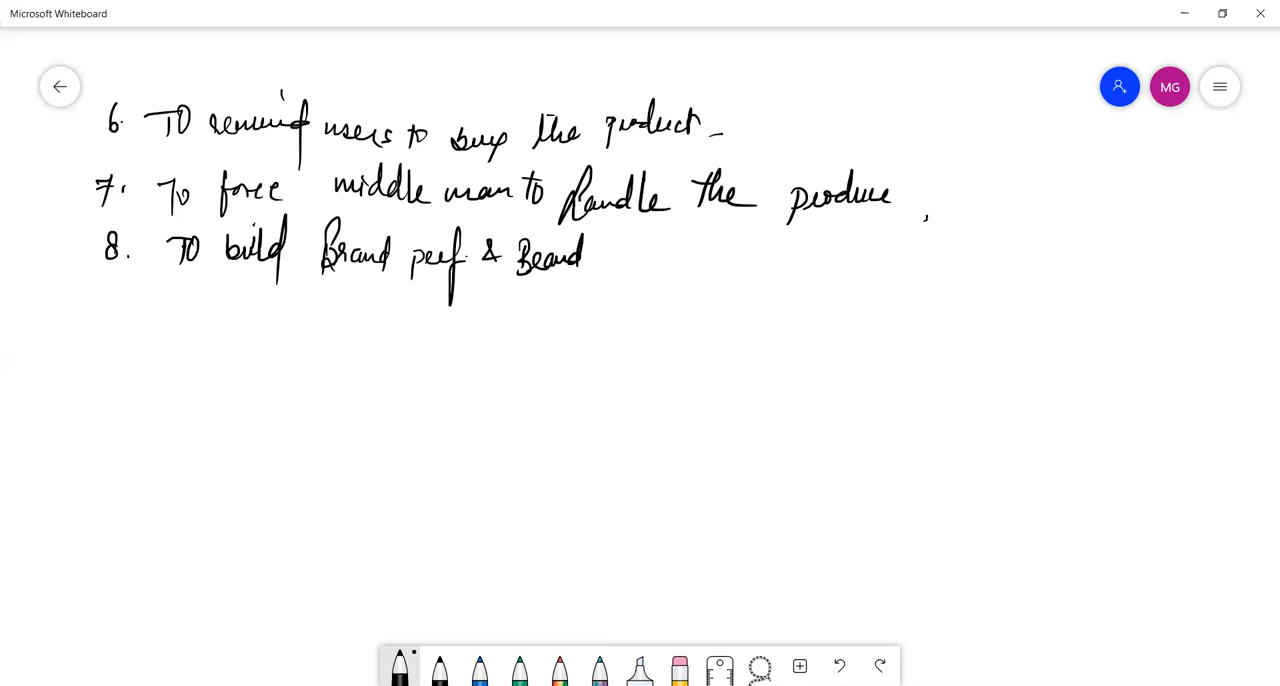 Microsoft Whiteboard
MG
6. To remind users to buy the product -
7. To force middle man to handle the produce,
8. To build Brand pref. & Brand